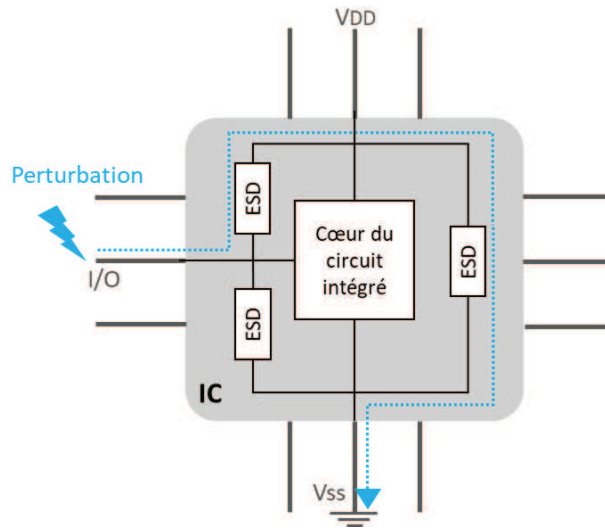 VDD
Perturbation
ESD
Cœur du
circuit
intégré
ESD
I/O
ESD
IC
Vss